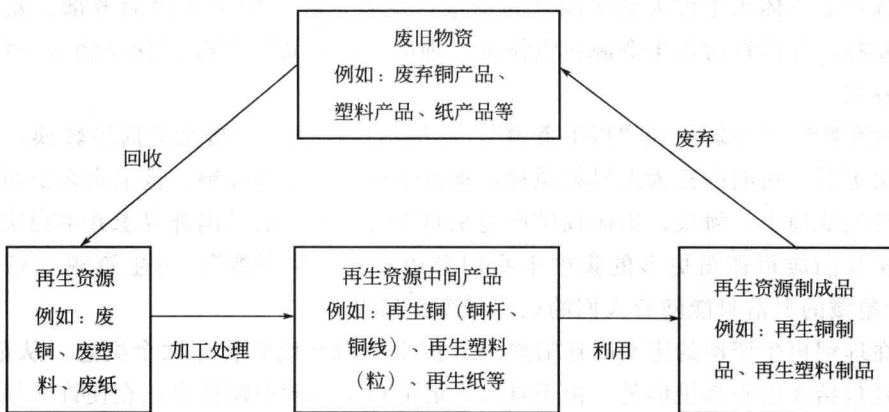 废旧物资
例如：废弃铜产品、
塑料产品、纸产品等
回收
废弃
再生资源
例如：废
铜、废塑
料、废纸
加工处理
再生资源中间产品
例如：再生铜（铜杆、
铜线）、再生塑料
（粒）、再生纸等
利用
再生资源制成品
例如：再生铜制
品、再生塑料制品